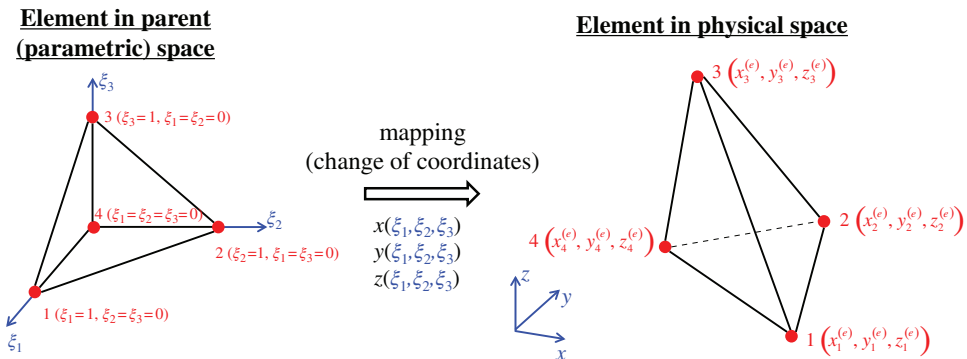 Element in parent
(parametric) space
ξ₃
3 (ξ₃=1, ξ₁=ξ₂=0)
4 (ξ₁=ξ₂=ξ₃=0)
ξ₂
2 (ξ₂=1, ξ₁=ξ₃=0)
1 (ξ₁=1, ξ₂=ξ₃=0)
ξ₁
mapping
(change of coordinates)
x(ξ₁,ξ₂,ξ₃)
y(ξ₁,ξ₂,ξ₃)
z(ξ₁,ξ₂,ξ₃)
Element in physical space
3 (x₃⁽ᵉ⁾, y₃⁽ᵉ⁾, z₃⁽ᵉ⁾)
2 (x₂⁽ᵉ⁾, y₂⁽ᵉ⁾, z₂⁽ᵉ⁾)
4 (x₄⁽ᵉ⁾, y₄⁽ᵉ⁾, z₄⁽ᵉ⁾)
1 (x₁⁽ᵉ⁾, y₁⁽ᵉ⁾, z₁⁽ᵉ⁾)
z
y
x